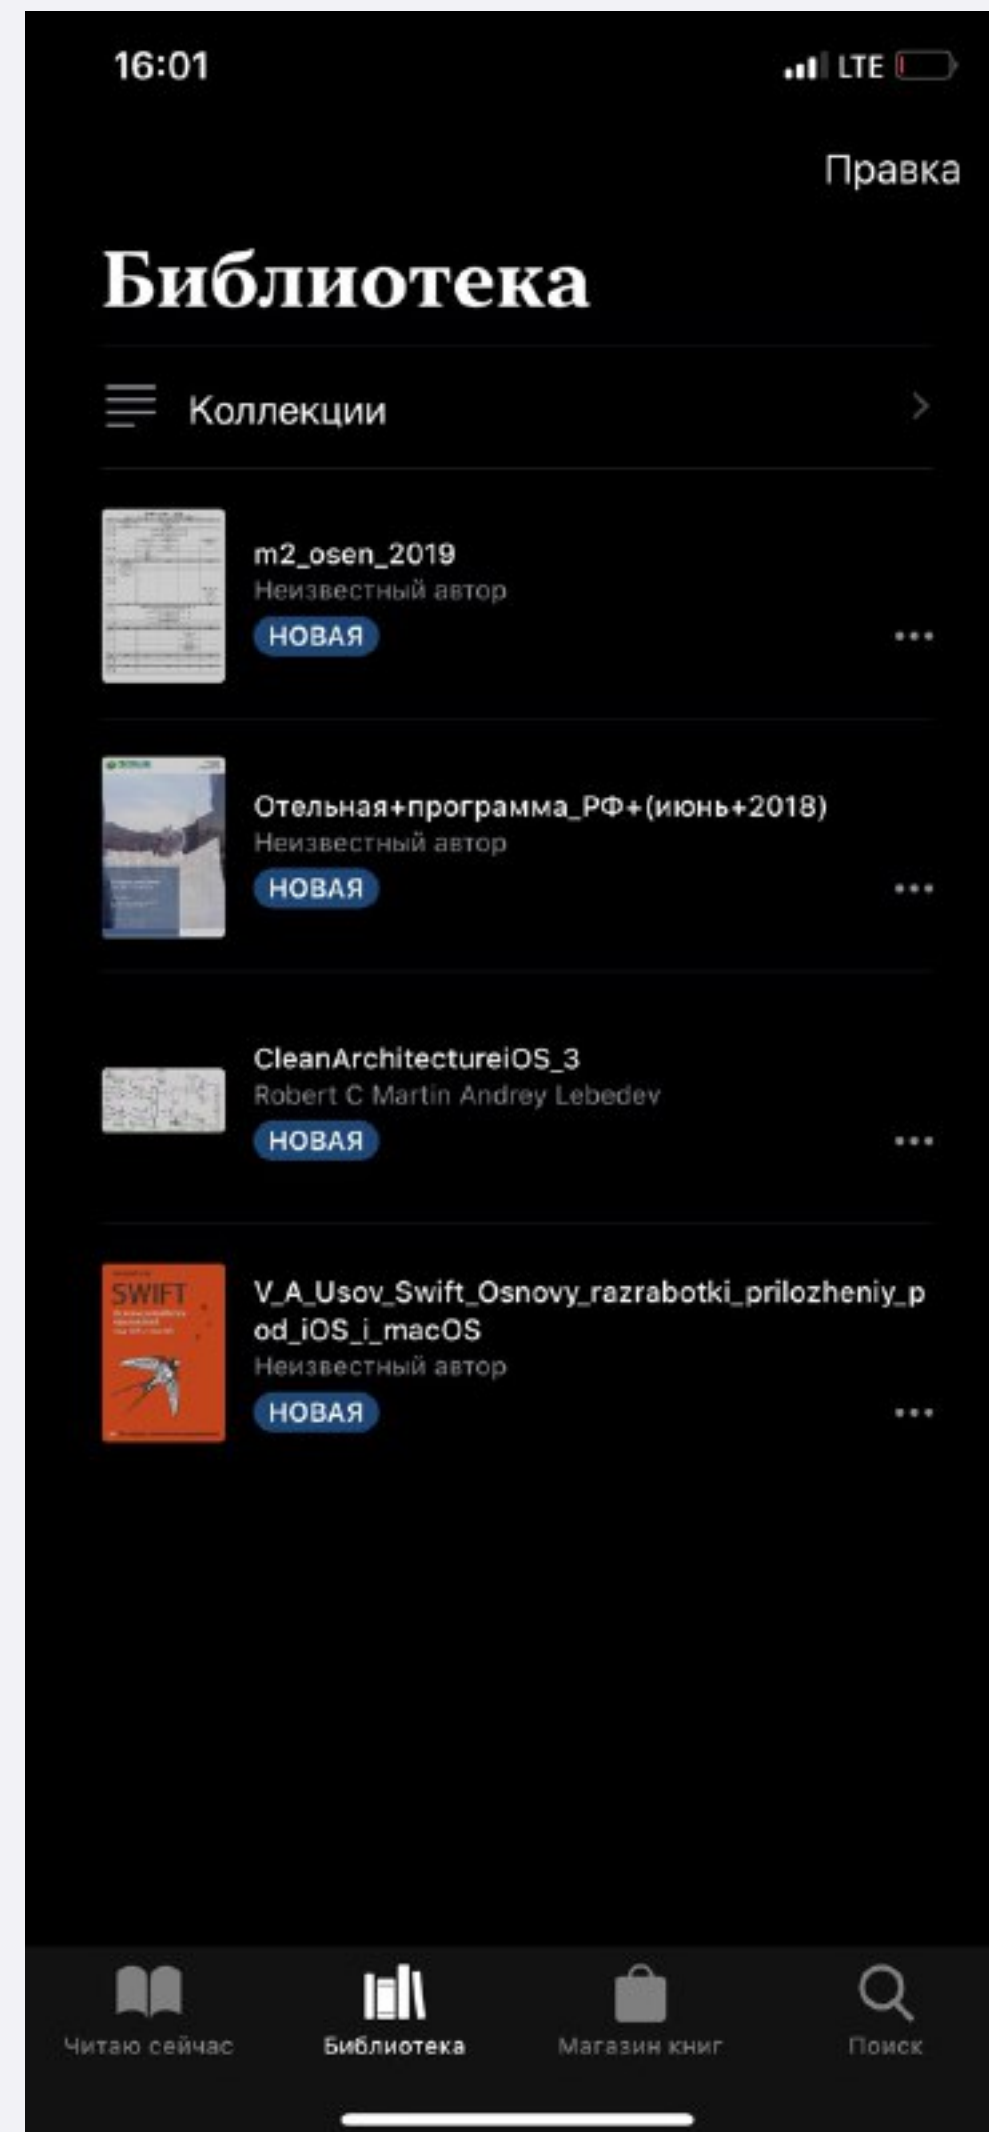 16:01
LTE
Правка
Библиотека
Коллекции
m2_osen_2019
Неизвестный автор
НОВАЯ
Отельная+программа_РФ+(июнь+2018)
Неизвестный автор
НОВАЯ
CleanArchitectureiOS_3
Robert C Martin Andrey Lebedev
НОВАЯ
SWIFT
V_A_Usov_Swift_Osnovy_razrabotki_prilozheniy_p
od_iOS_i_macOS
Неизвестный автор
НОВАЯ
Читаю сейчас
Библиотека
Магазин книг
Поиск